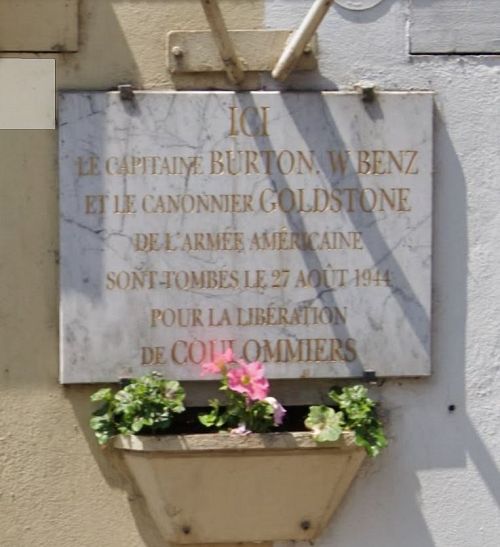 ICI
LE CAPITAINE BURTON. W BENZ
ET LE CANONNIER GOLDSTONE
DE L'ARMÉE AMÉRICAINE
SONT TOMBÉS LE 27 AOÛT 1944
POUR LA LIBÉRATION
DE COULOMMIERS